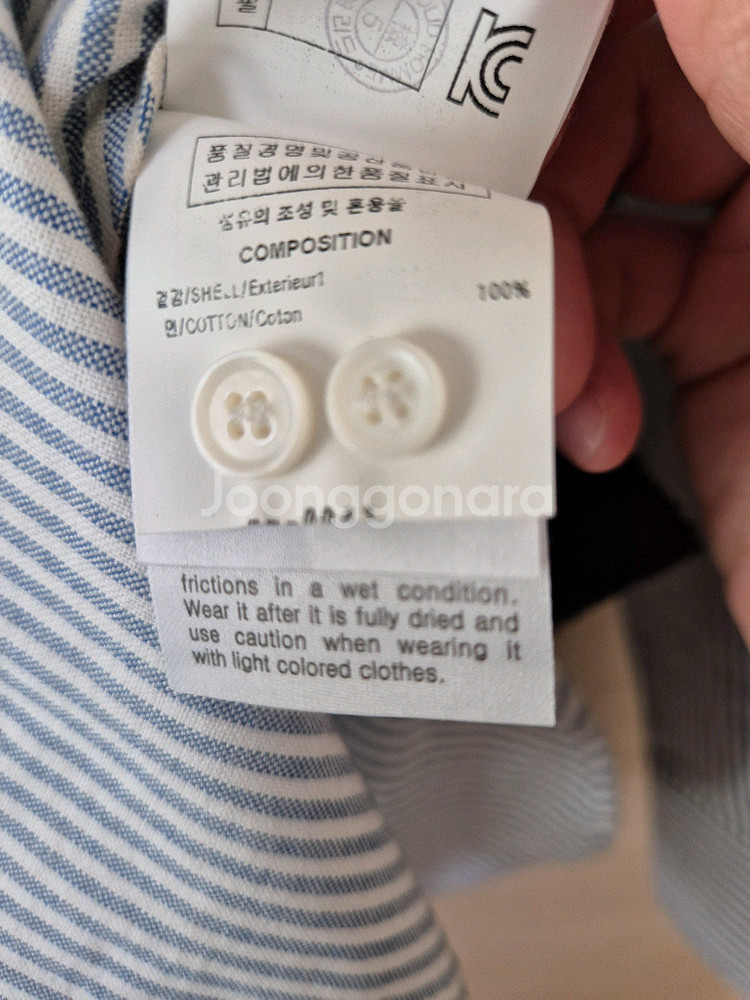 KC
품질경영및공산품
관리법에의한품질표시
섬유의 조성 및 혼용율
COMPOSITION
겉감/SHELL/Exterieur1
100%
면/COTTON/Coton
Joonggonara
frictions in a wet condition.
Wear it after it is fully dried and
use caution when wearing it
with light colored clothes.